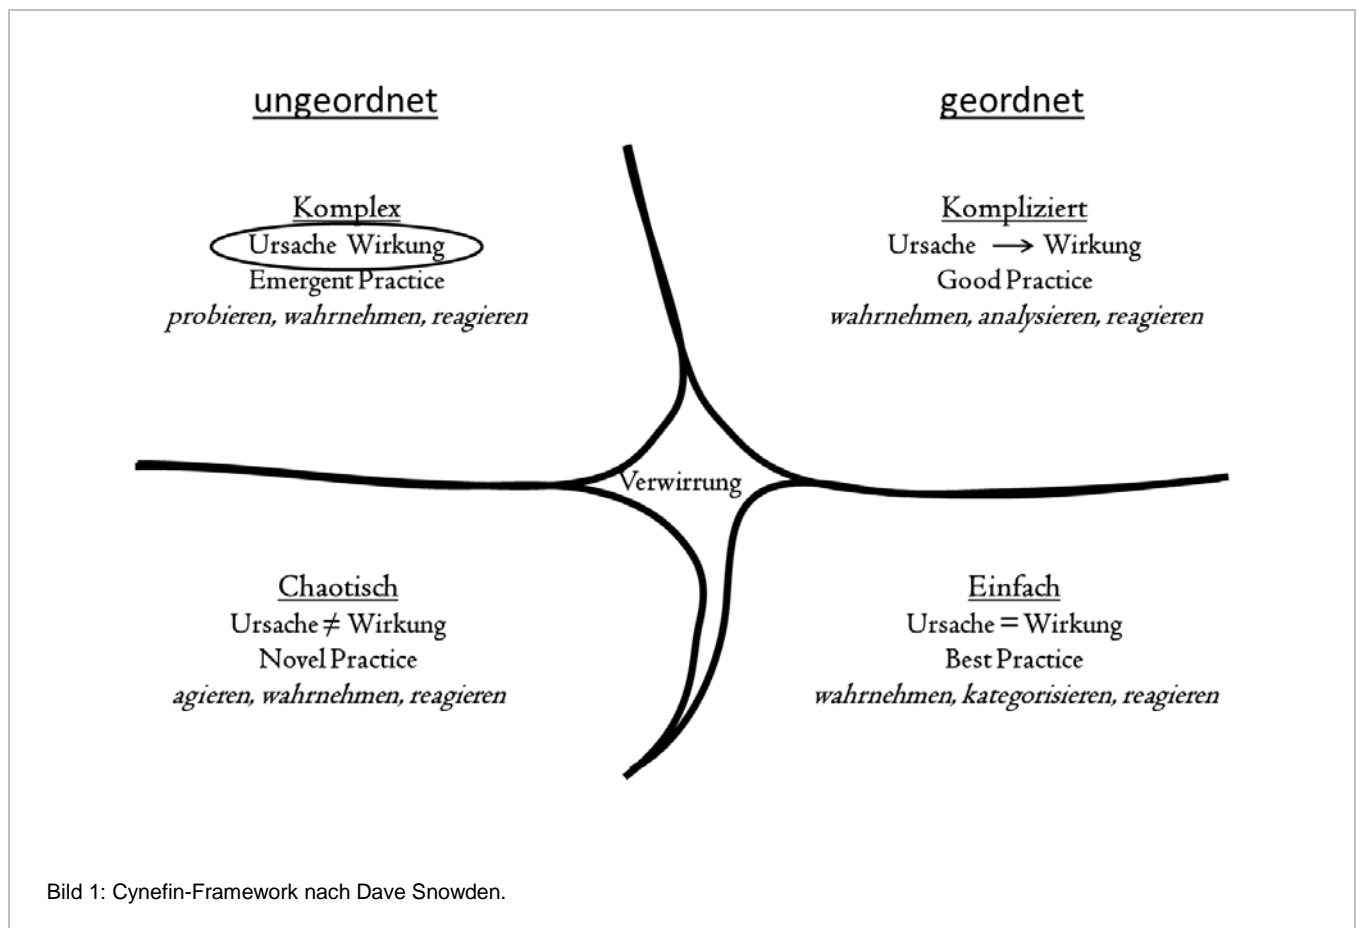 ungeordnet
geordnet
Komplex
Ursache Wirkung
Emergent Practice
probieren, wahrnehmen, reagieren
Kompliziert
Ursache → Wirkung
Good Practice
wahrnehmen, analysieren, reagieren
Verwirrung
Chaotisch
Ursache ≠ Wirkung
Novel Practice
agieren, wahrnehmen, reagieren
Einfach
Ursache = Wirkung
Best Practice
wahrnehmen, kategorisieren, reagieren
Bild 1: Cynefin-Framework nach Dave Snowden.